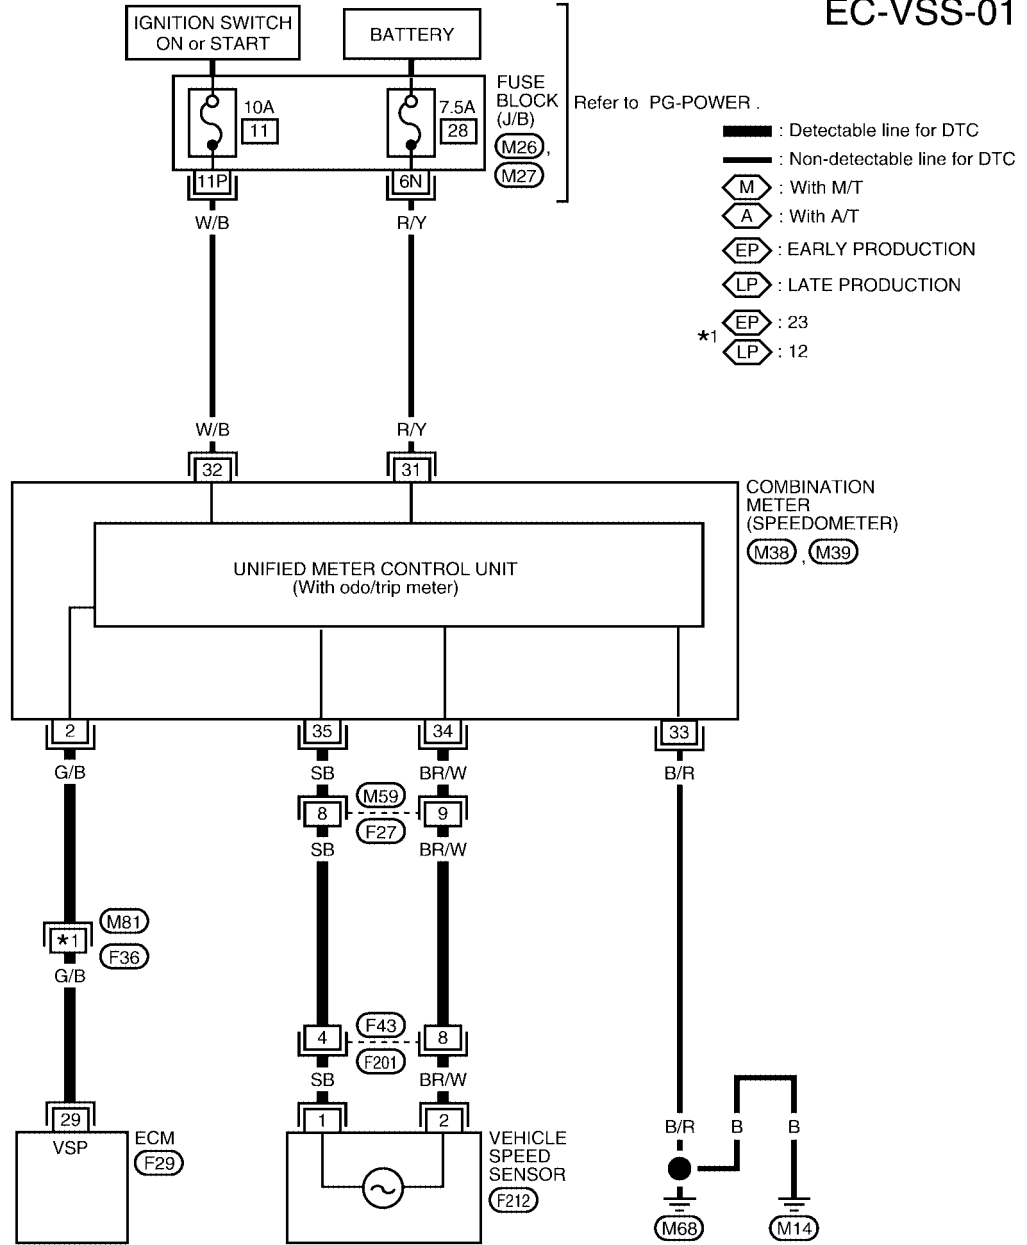 EC-VSS-01
IGNITION SWITCH
ON or START
BATTERY
10A
11
7.5A
28
FUSE
BLOCK
(J/B)
M26 ,
M27
Refer to PG-POWER .
11P
6N
: Detectable line for DTC
: Non-detectable line for DTC
M : With M/T
A : With A/T
EP : EARLY PRODUCTION
LP : LATE PRODUCTION
*1
EP : 23
LP : 12
W/B
R/Y
W/B
R/Y
32
31
COMBINATION
METER
(SPEEDOMETER)
M38 , M39
UNIFIED METER CONTROL UNIT
(With odo/trip meter)
2
35
34
33
G/B
SB
BR/W
B/R
8
M59
F27
9
SB
BR/W
*1
M81
F36
G/B
4
F43
F201
8
SB
BR/W
29
1
2
VSP
ECM
F29
VEHICLE
SPEED
SENSOR
F212
B/R
B
B
M68
M14